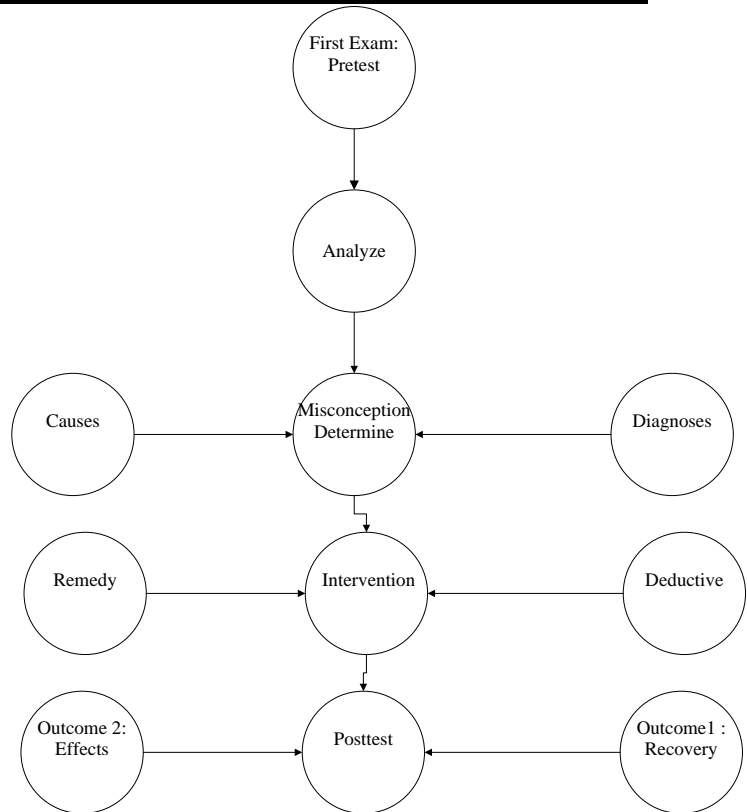 First Exam:
Pretest
Analyze
Causes
Misconception
Determine
Diagnoses
Remedy
Intervention
Deductive
Outcome 2:
Effects
Posttest
Outcome1 :
Recovery